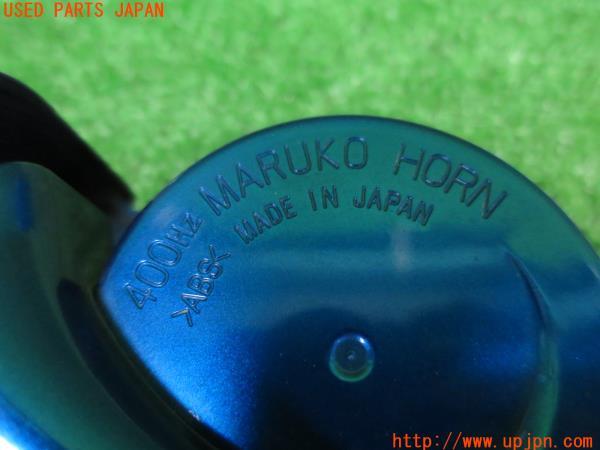 USED PARTS JAPAN
400Hz MARUKO HORN
>ABS< MADE IN JAPAN
http://www.upjpn.com/